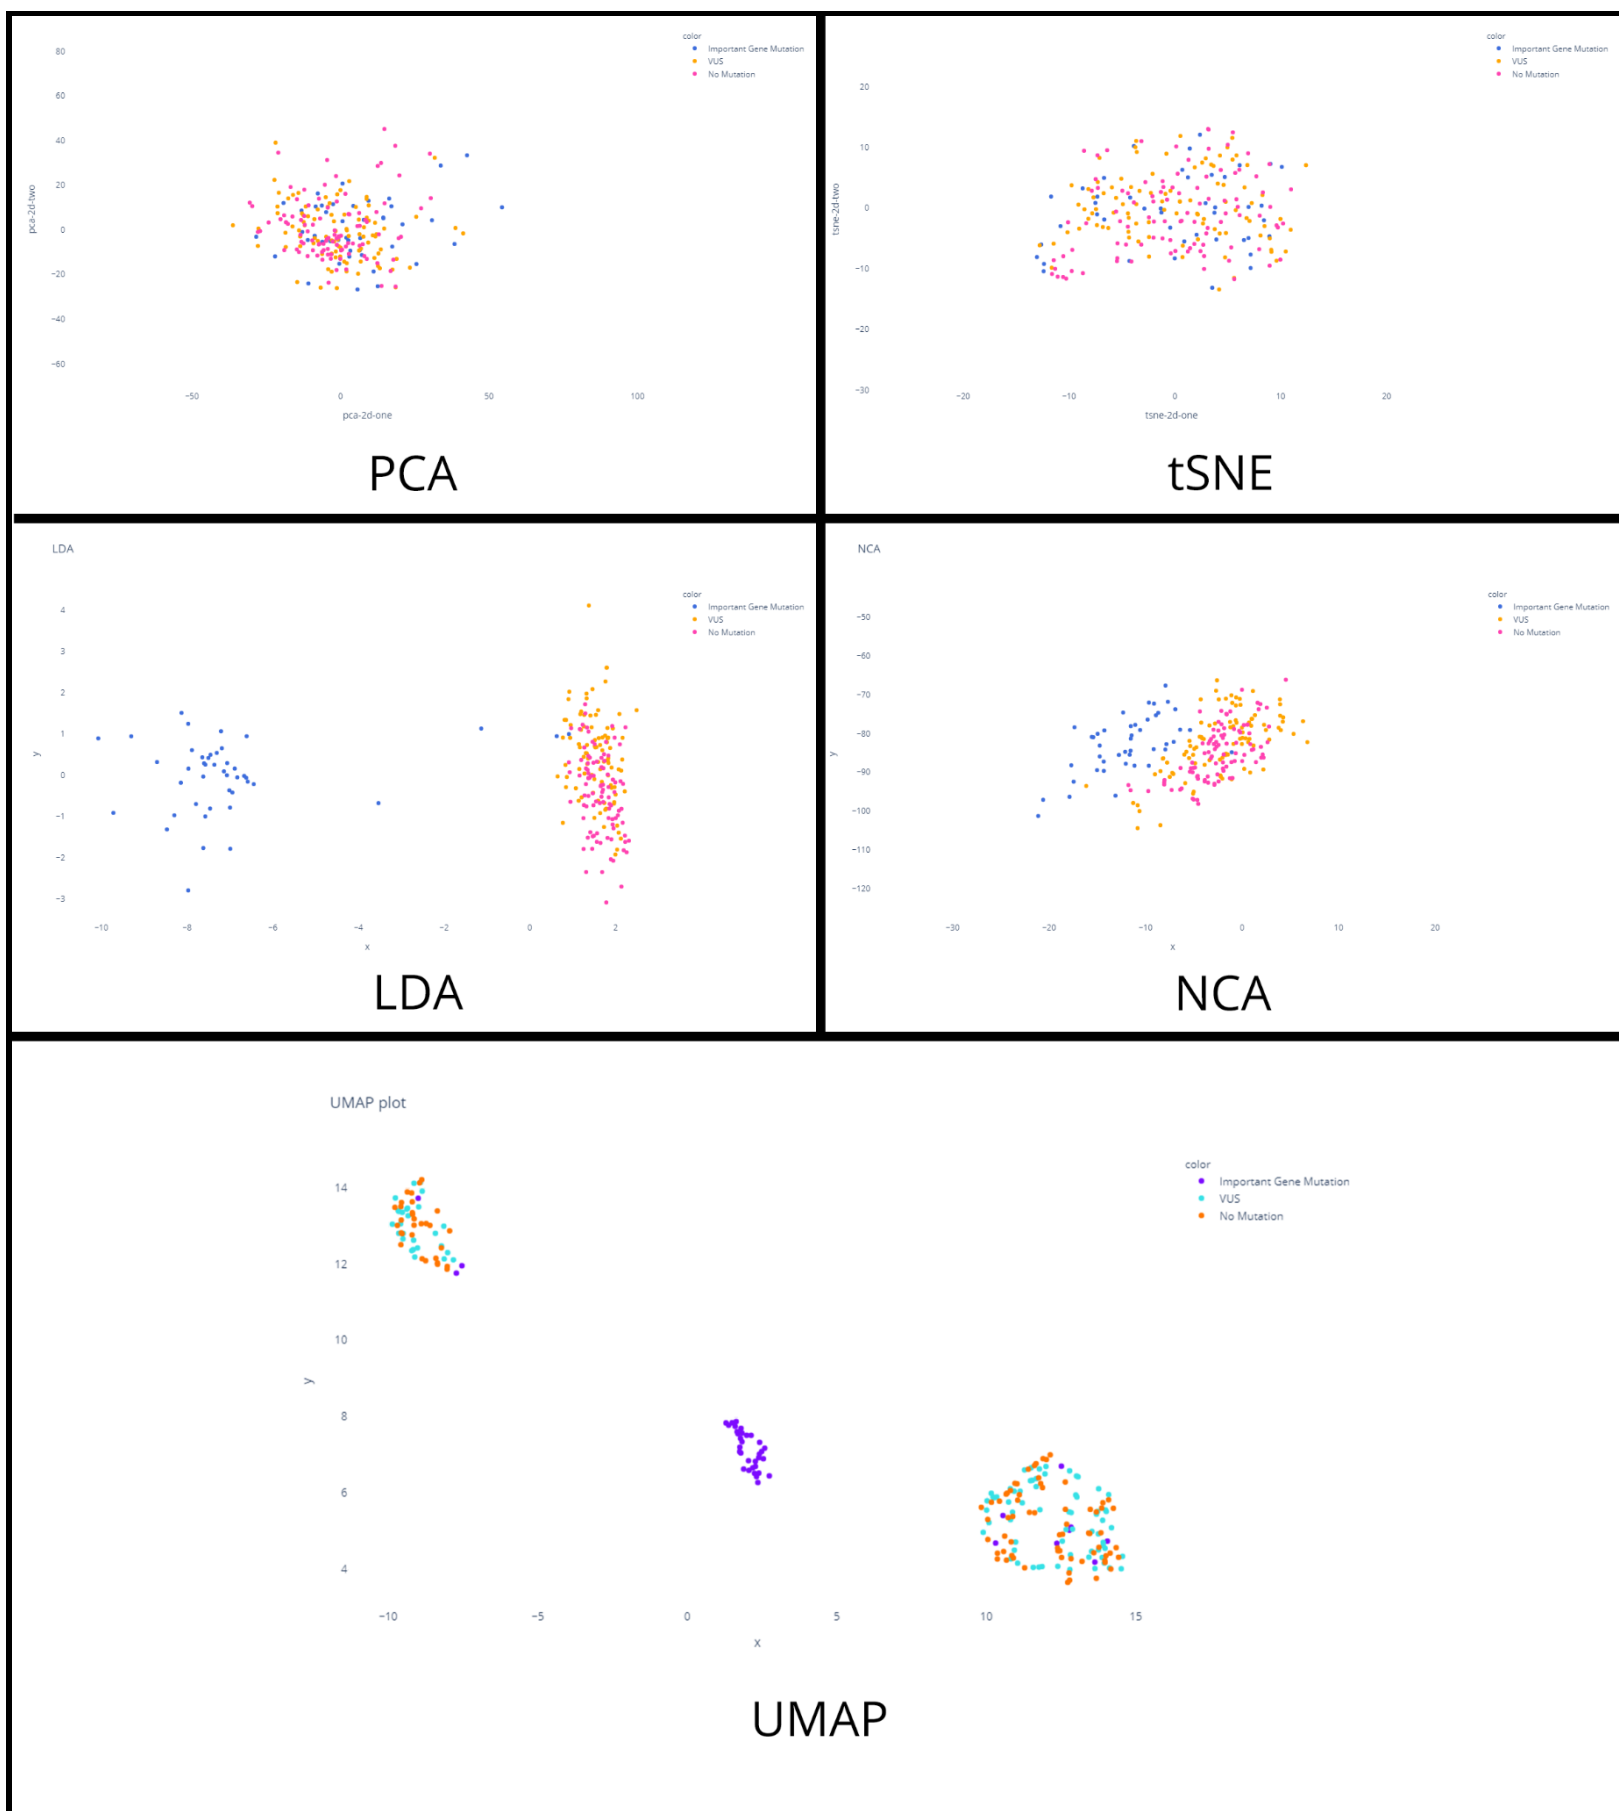 color
Important Gene Mutation
VUS
No Mutation
80
60
40
20
0
−20
−40
−60
pca-2d-two
−50
0
50
100
pca-2d-one
PCA
color
Important Gene Mutation
VUS
No Mutation
20
10
0
−10
−20
−30
tsne-2d-two
−20
−10
0
10
20
tsne-2d-one
tSNE
LDA
color
Important Gene Mutation
VUS
No Mutation
4
3
2
1
0
−1
−2
−3
y
−10
−8
−6
−4
−2
0
2
x
LDA
NCA
color
Important Gene Mutation
VUS
No Mutation
−50
−60
−70
−80
−90
−100
−110
−120
y
−30
−20
−10
0
10
20
x
NCA
UMAP plot
color
Important Gene Mutation
VUS
No Mutation
14
12
10
8
6
4
y
−10
−5
0
5
10
15
x
UMAP